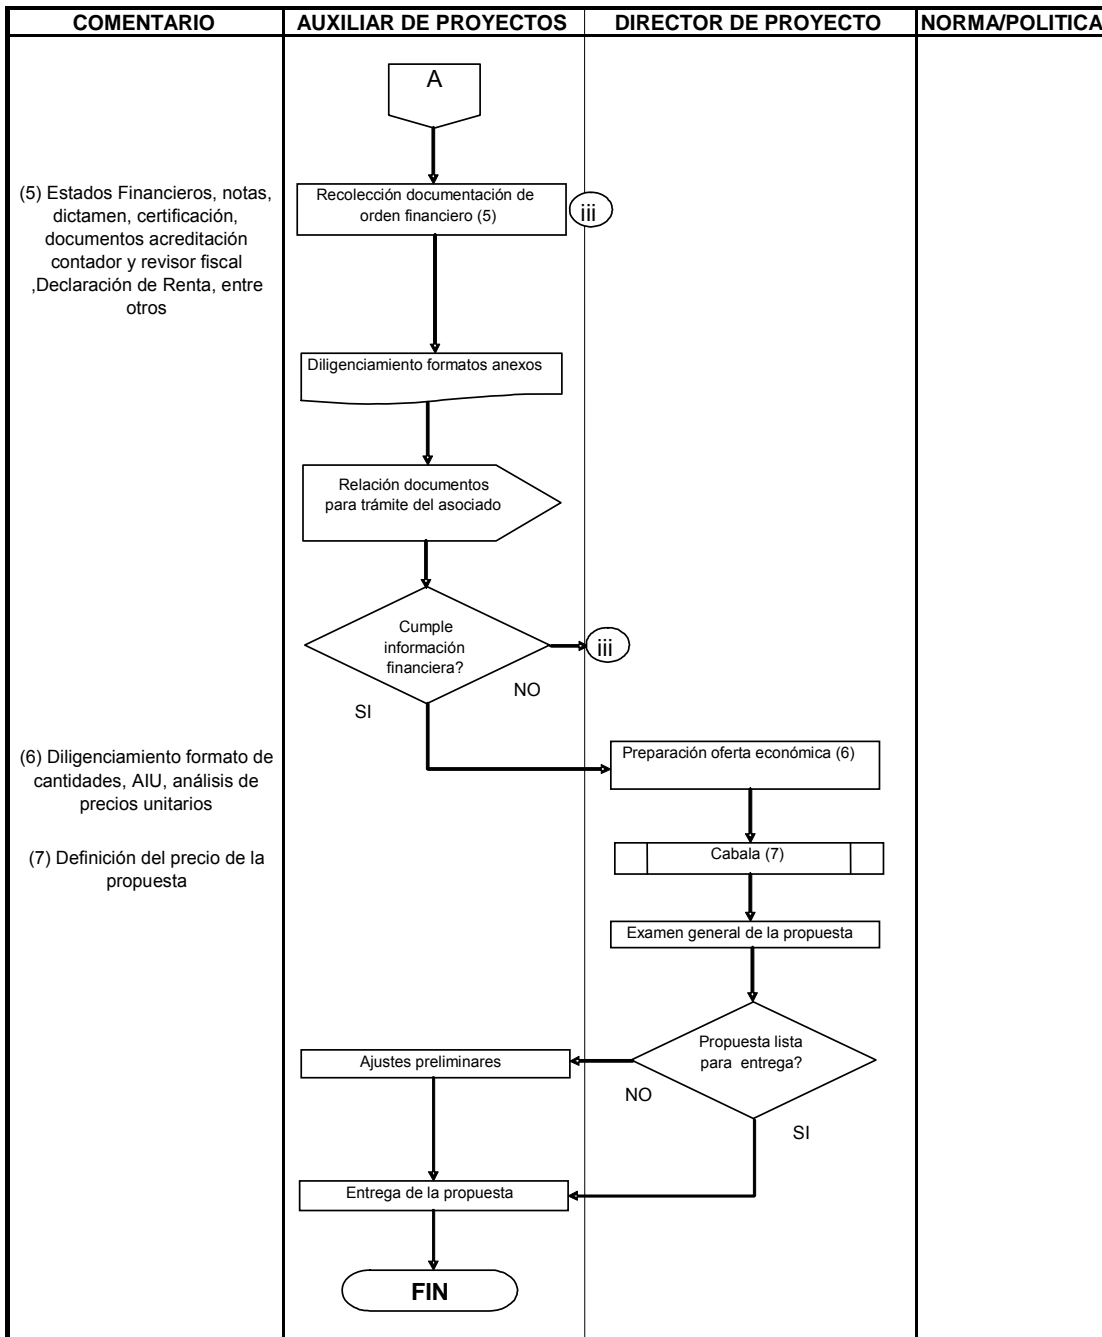 COMENTARIO
AUXILIAR DE PROYECTOS
DIRECTOR DE PROYECTO
NORMA/POLITICA
A
(5) Estados Financieros, notas,
dictamen, certificación,
documentos acreditación
contador y revisor fiscal
,Declaración de Renta, entre
otros
Recolección documentación de
orden financiero (5)
iii
Diligenciamiento formatos anexos
Relación documentos
para trámite del asociado
Cumple
información
financiera?
iii
NO
SI
(6) Diligenciamiento formato de
cantidades, AIU, análisis de
precios unitarios
Preparación oferta económica (6)
(7) Definición del precio de la
propuesta
Cabala (7)
Examen general de la propuesta
Propuesta lista
para  entrega?
Ajustes preliminares
NO
SI
Entrega de la propuesta
FIN